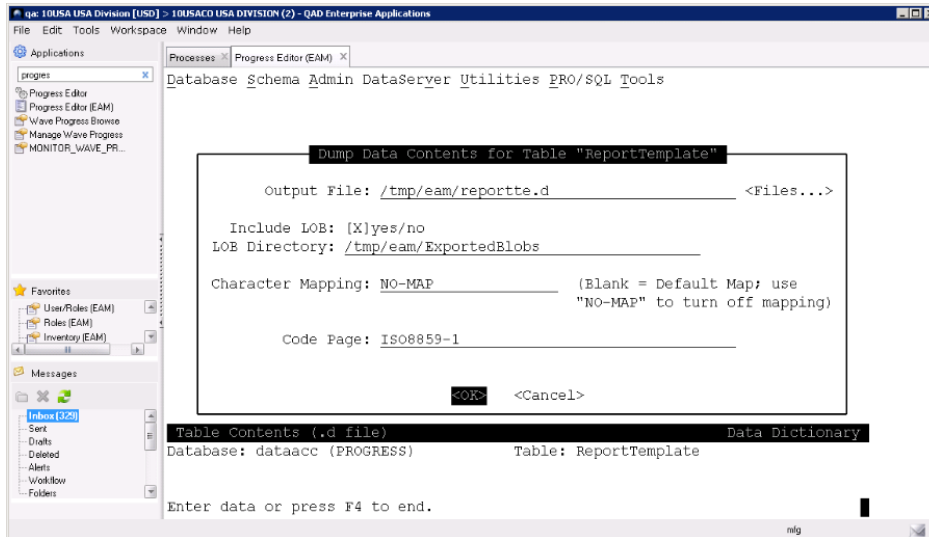 qa: 10USA USA Division [USD] > 10USACO USA DIVISION (2) - QAD Enterprise Applications
File Edit Tools Workspace Window Help
Applications
progres
Progress Editor
Progress Editor (EAM)
Wave Progress Browse
Manage Wave Progress
MONITOR_WAVE_PR...
Favorites
User/Roles (EAM)
Roles (EAM)
Inventory (EAM)
Messages
Inbox (329)
Sent
Drafts
Deleted
Alerts
Workflow
Folders
Processes Progress Editor (EAM)
Database Schema Admin DataServer Utilities PRO/SQL Tools
Dump Data Contents for Table "ReportTemplate"
Output File: /tmp/eam/reportte.d <Files...>
Include LOB: [X]yes/no
LOB Directory: /tmp/eam/ExportedBlobs
Character Mapping: NO-MAP (Blank = Default Map; use
"NO-MAP" to turn off mapping)
Code Page: ISO8859-1
<OK> <Cancel>
Table Contents (.d file) Data Dictionary
Database: dataacc (PROGRESS) Table: ReportTemplate
Enter data or press F4 to end.
mfg